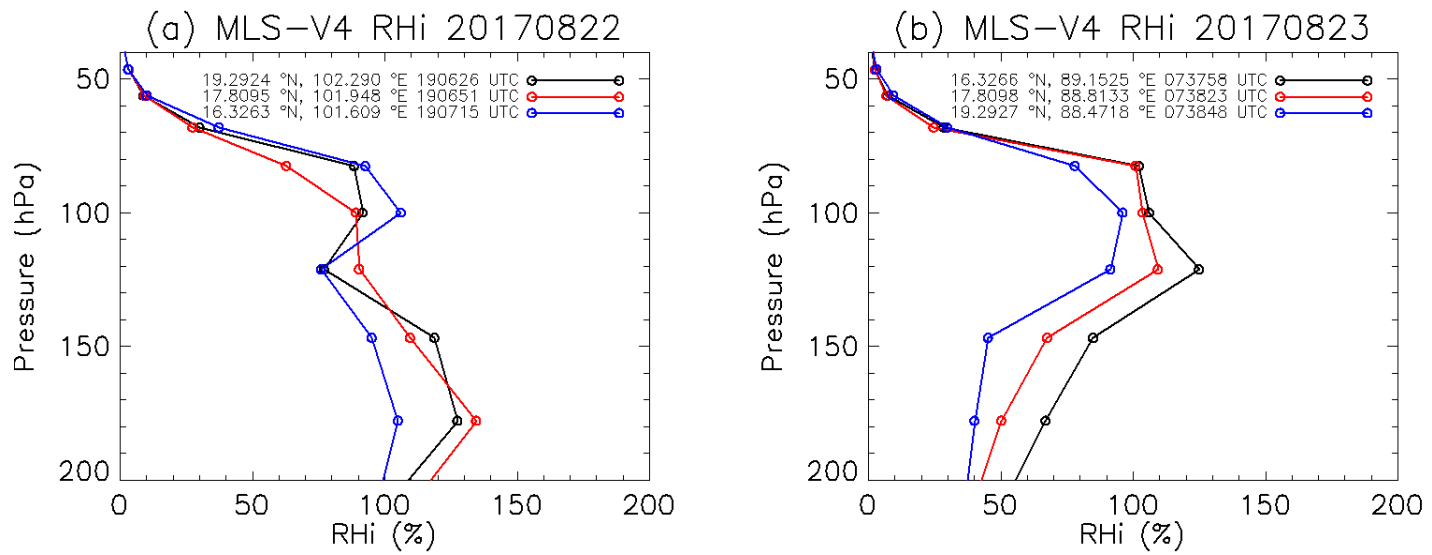 (a) MLS-V4 RHi 20170822
19.2924 °N, 102.290 °E 190626 UTC
17.8095 °N, 101.948 °E 190651 UTC
16.3263 °N, 101.609 °E 190715 UTC
50
100
150
200
Pressure (hPa)
0 50 100 150 200
RHi (%)
(b) MLS-V4 RHi 20170823
16.3266 °N, 89.1525 °E 073758 UTC
17.8098 °N, 88.8133 °E 073823 UTC
19.2927 °N, 88.4718 °E 073848 UTC
50
100
150
200
Pressure (hPa)
0 50 100 150 200
RHi (%)